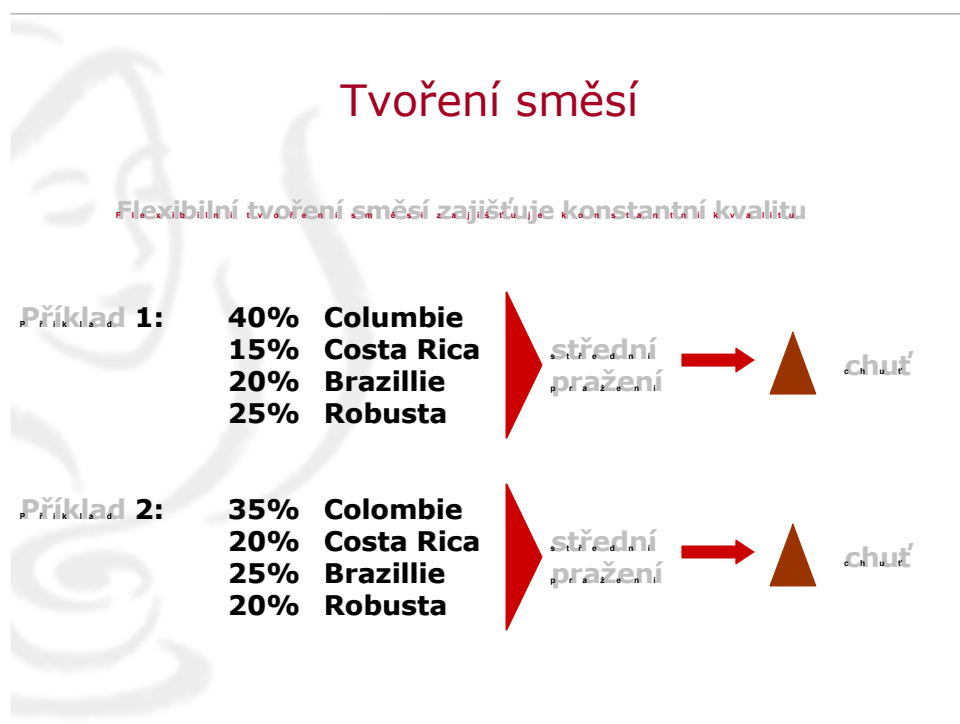 Tvoření směsí
Flexibilní tvoření směsí zajišťuje konstantní kvalitu
Příklad 1: 40% Columbie
15% Costa Rica
20% Brazillie
25% Robusta
střední
pražení
chuť
Příklad 2: 35% Colombie
20% Costa Rica
25% Brazillie
20% Robusta
střední
pražení
chuť